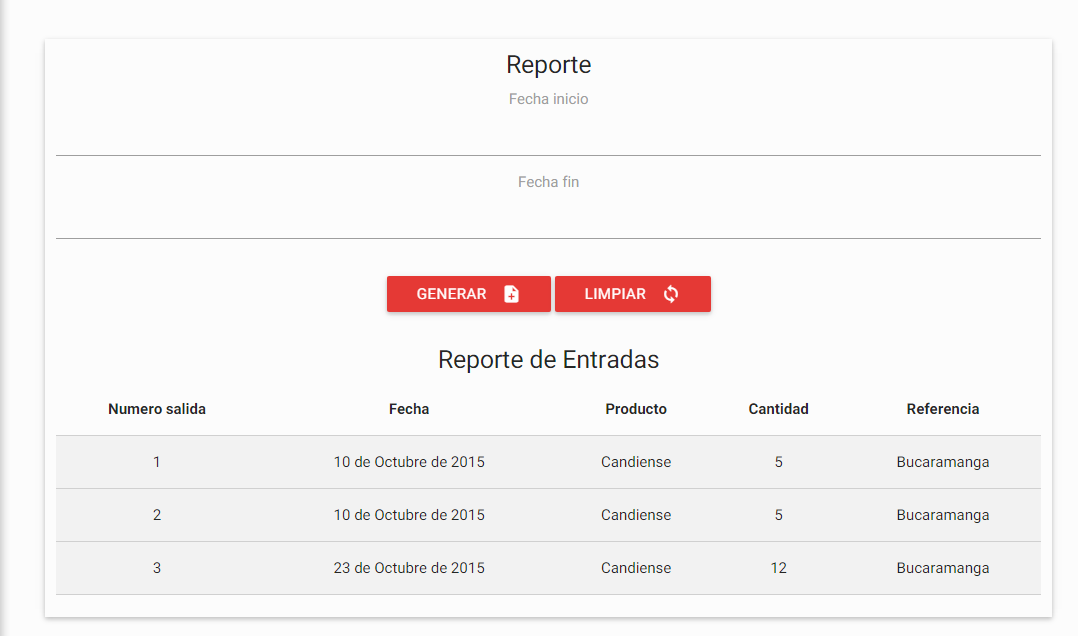 Reporte
Fecha inicio
Fecha fin
GENERAR LIMPIAR
Reporte de Entradas
Numero salida Fecha Producto Cantidad Referencia
1 10 de Octubre de 2015 Candiense 5 Bucaramanga
2 10 de Octubre de 2015 Candiense 5 Bucaramanga
3 23 de Octubre de 2015 Candiense 12 Bucaramanga